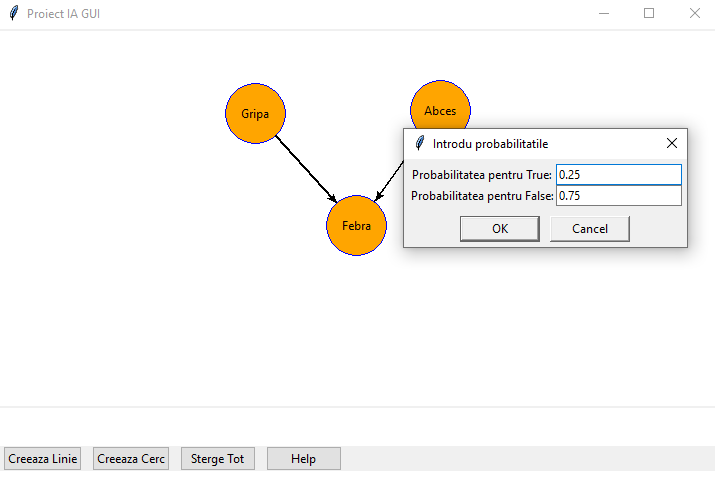 Proiect IA GUI
Gripa
Abces
Introdu probabilitatile
Probabilitatea pentru True: 0.25
Probabilitatea pentru False: 0.75
OK Cancel
Febra
Creeaza Linie Creeaza Cerc Sterge Tot Help